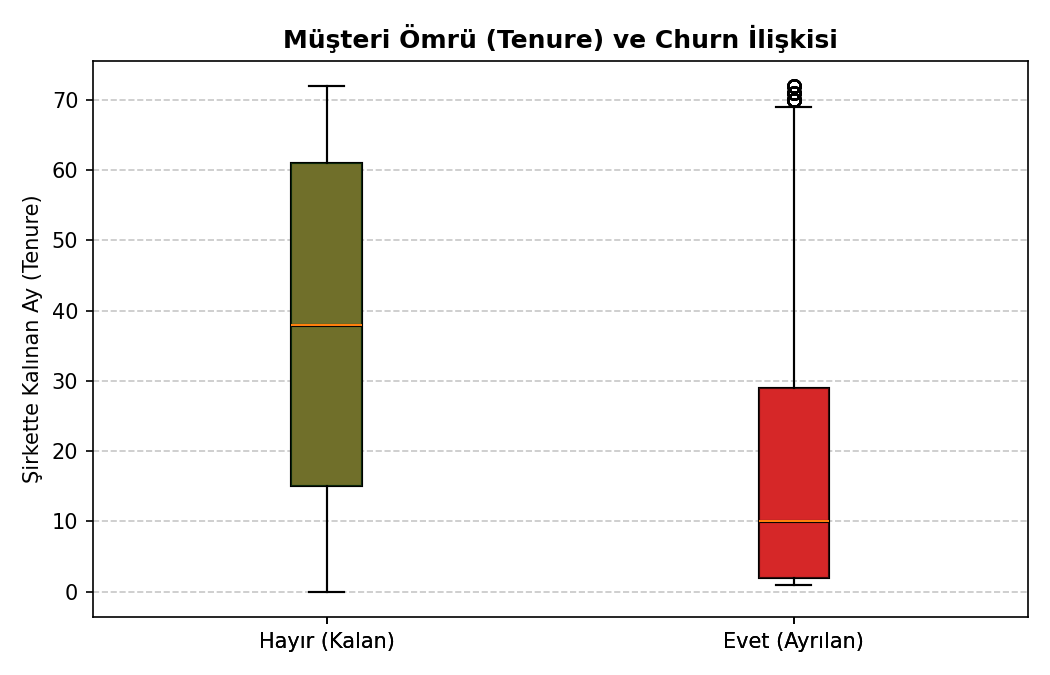 Müşteri Ömrü (Tenure) ve Churn İlişkisi
Şirkette Kalınan Ay (Tenure)
70
60
50
40
30
20
10
0
Hayır (Kalan)
Evet (Ayrılan)